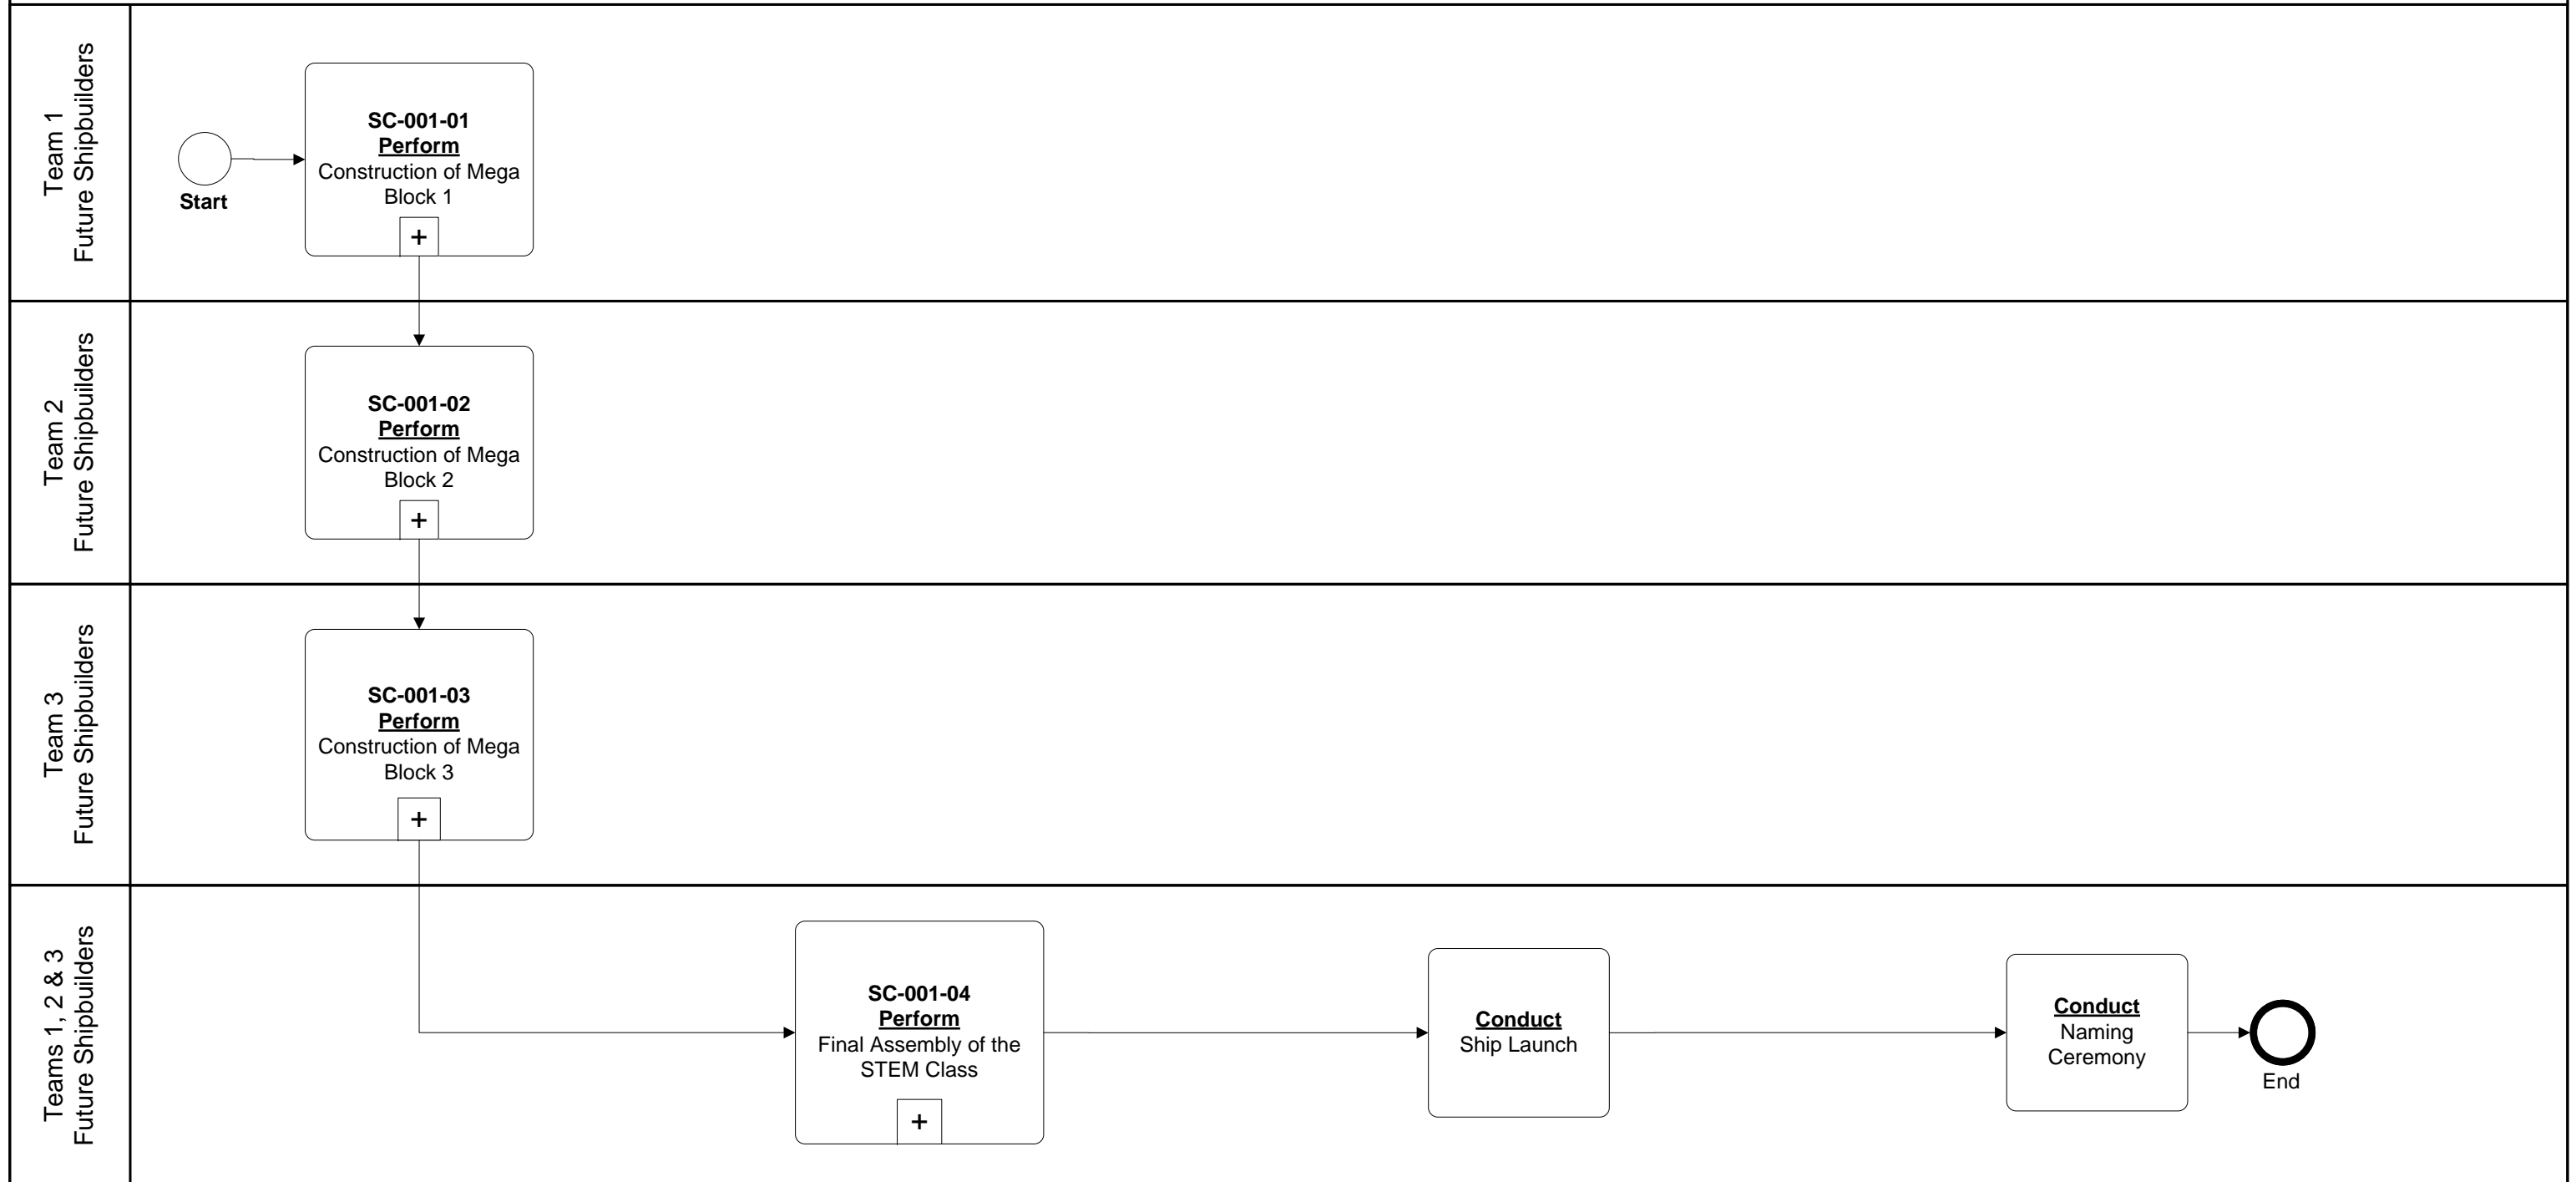 Team 1
Future Shipbuilders
Start
SC-001-01
Perform
Construction of Mega
Block 1
+
Team 2
Future Shipbuilders
SC-001-02
Perform
Construction of Mega
Block 2
+
Team 3
Future Shipbuilders
SC-001-03
Perform
Construction of Mega
Block 3
+
Teams 1, 2 & 3
Future Shipbuilders
SC-001-04
Perform
Final Assembly of the
STEM Class
+
Conduct
Ship Launch
Conduct
Naming
Ceremony
End